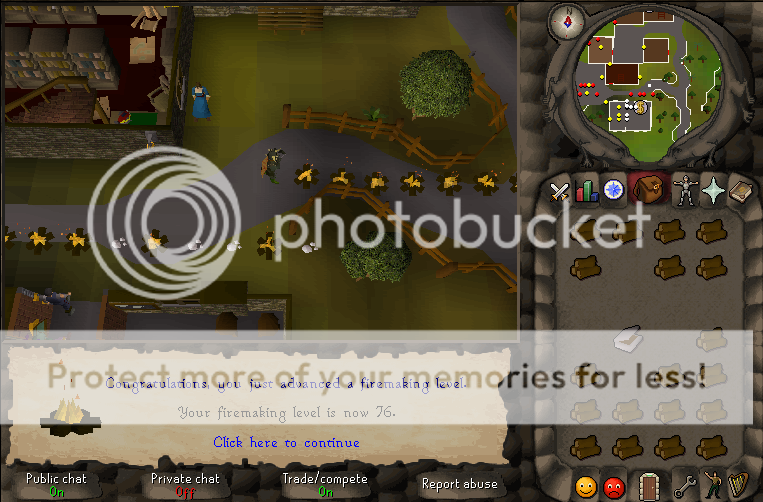 N
photobucket
Protect more of your memories for less!
Congratulations, you just advanced a firemaking level.
Your firemaking level is now 76.
Click here to continue
Public chat
On
Private chat
Off
Trade/compete
On
Report abuse